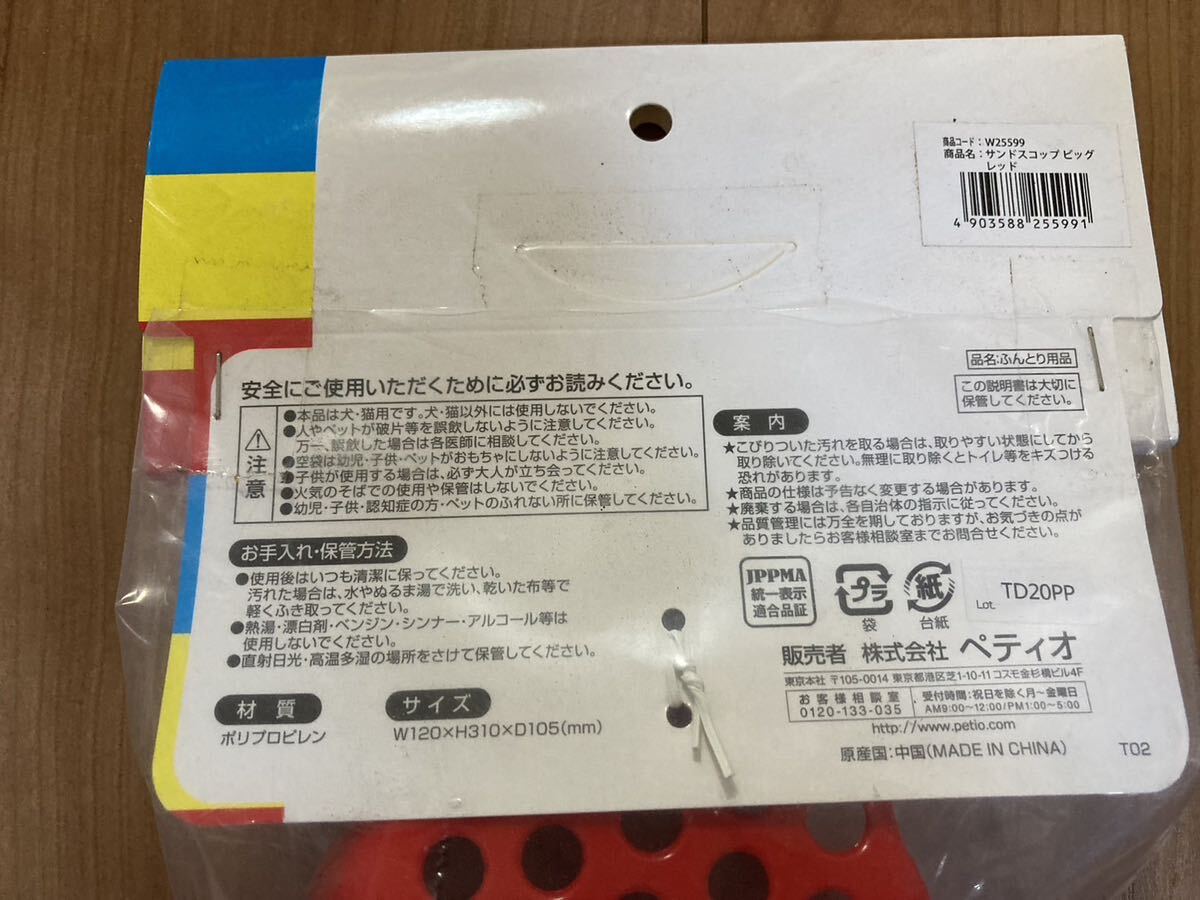 商品コード：W25599
商品名：サンドスコップ ビッグ
レッド
4 903588 255991
品名:ふんとり用品
この説明書は大切に
保管してください。
安全にご使用いただくために必ずお読みください。
注意
●本品は犬・猫用です。犬・猫以外には使用しないでください。
●人やペットが破片等を誤飲しないように注意してください。
万一、誤飲した場合は各医師に相談してください。
●空袋は幼児・子供・ペットがおもちゃにしないように注意してください。
●子供が使用する場合は、必ず大人が立ち会ってください。
●火気のそばでの使用や保管はしないでください。
●幼児・子供・認知症の方・ペットのふれない所に保管してください。
お手入れ・保管方法
●使用後はいつも清潔に保ってください。
汚れた場合は、水やぬるま湯で洗い、乾いた布等で
軽くふき取ってください。
●熱湯・漂白剤・ベンジン・シンナー・アルコール等は
使用しないでください。
●直射日光・高温多湿の場所をさけて保管してください。
材質
ポリプロピレン
サイズ
W120×H310×D105(mm)
案内
★こびりついた汚れを取る場合は、取りやすい状態にしてから
取り除いてください。無理に取り除くとトイレ等をキズつける
恐れがあります。
★商品の仕様は予告なく変更する場合があります。
★廃棄する場合は、各自治体の指示に従ってください。
★品質管理には万全を期しておりますが、お気づきの点が
ありましたらお客様相談室までお問合せください。
JPPMA
統一表示
適合品証
プラ
袋
紙
台紙
Lot. TD20PP
販売者 株式会社 ペティオ
東京本社 〒105-0014 東京都港区芝1-10-11 コスモ金杉橋ビル4F
お客様相談室
0120-133-035
受付時間：祝日を除く月～金曜日
AM9:00～12:00/PM1:00～5:00
http://www.petio.com
原産国：中国(MADE IN CHINA)
T02